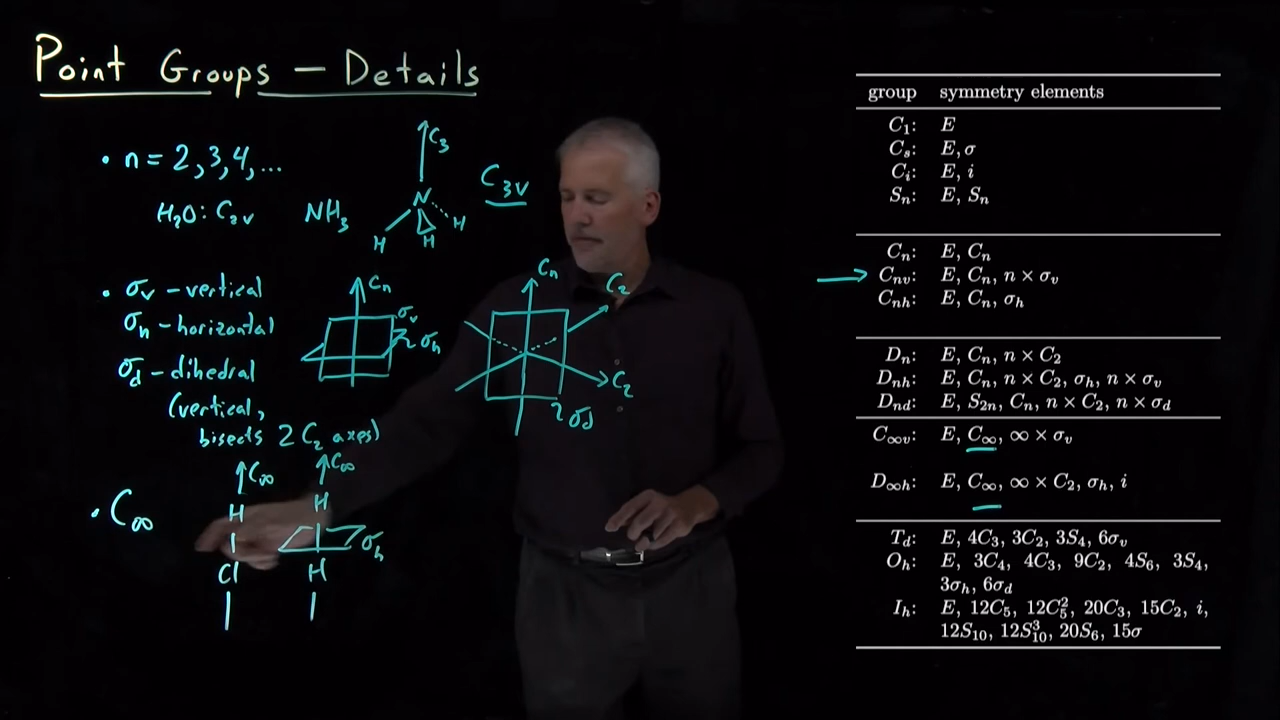 Point Groups – Details
• n = 2, 3, 4, ...
H₂O: C₂ᵥ
NH₃
C₃
N
H
H
H
C₃ᵥ
• σᵥ – vertical
σₕ – horizontal
σd – dihedral
(vertical,
bisects 2 C₂ axes)
Cₙ
σᵥ
σₕ
Cₙ
C₂
C₂
σd
• C∞
C∞
H
Cl
C∞
H
H
σₕ
group symmetry elements
C₁: E
Cₛ: E, σ
Cᵢ: E, i
Sₙ: E, Sₙ
Cₙ: E, Cₙ
Cₙᵥ: E, Cₙ, n × σᵥ
Cₙₕ: E, Cₙ, σₕ
Dₙ: E, Cₙ, n × C₂
Dₙₕ: E, Cₙ, n × C₂, σₕ, n × σᵥ
Dnd: E, S₂ₙ, Cₙ, n × C₂, n × σd
C∞ᵥ: E, C∞, ∞ × σᵥ
D∞ₕ: E, C∞, ∞ × C₂, σₕ, i
Td: E, 4C₃, 3C₂, 3S₄, 6σᵥ
Oₕ: E, 3C₄, 4C₃, 9C₂, 4S₆, 3S₄,
3σₕ, 6σd
Iₕ: E, 12C₅, 12C₅², 20C₃, 15C₂, i,
12S₁₀, 12S₁₀³, 20S₆, 15σ